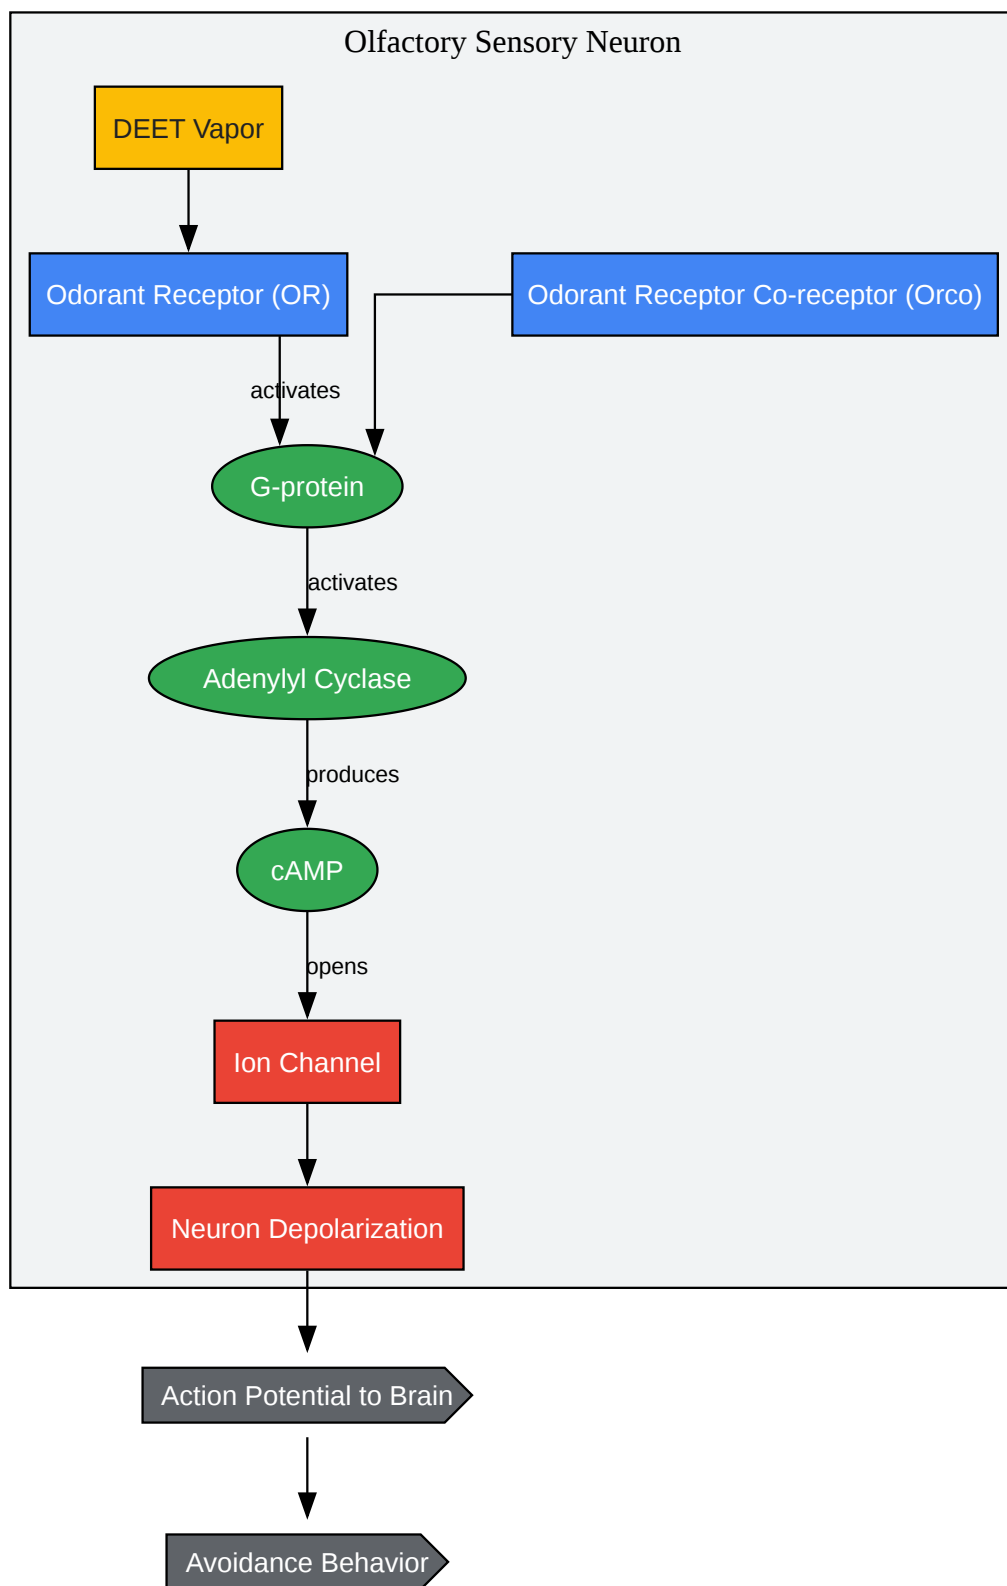 Olfactory Sensory Neuron
DEET Vapor
Odorant Receptor (OR)
Odorant Receptor Co-receptor (Orco)
activates
G-protein
activates
Adenylyl Cyclase
produces
cAMP
opens
Ion Channel
Neuron Depolarization
Action Potential to Brain
Avoidance Behavior